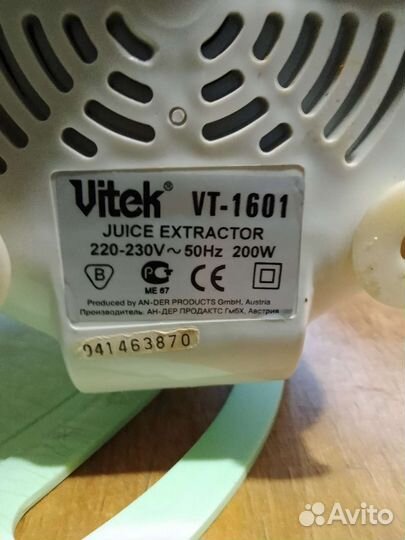 Vitek® VT-1601
JUICE EXTRACTOR
220-230V~50Hz 200W
B PC CE
ME 67
Produced by AN-DER PRODUCTS GmbH, Austria
Производитель: АН-ДЕР ПРОДАКТС ГмбХ, Австрия
041463870
Avito